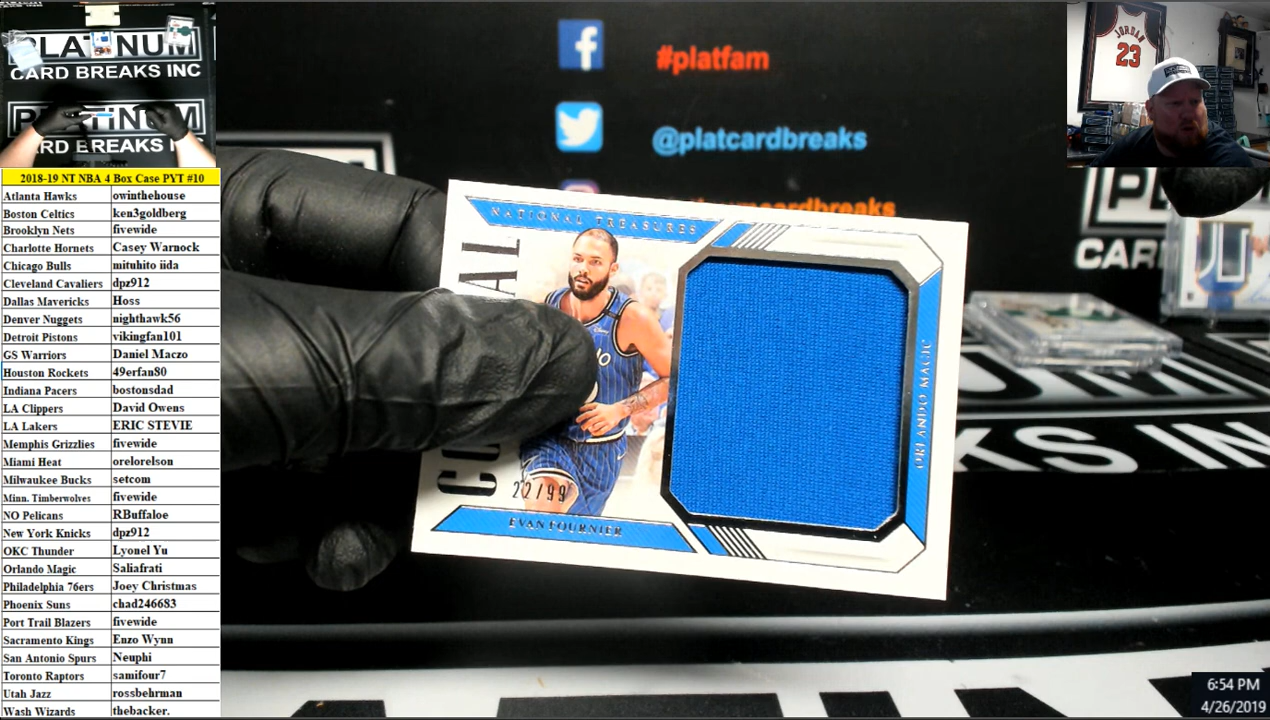 PLATINUM
CARD BREAKS INC
PLATINUM
CARD BREAKS INC
JORDAN
23
#platfam
@platcardbreaks
2018-19 NT NBA 4 Box Case PYT #10
Atlanta Hawks owinthehouse
Boston Celtics ken3goldberg
Brooklyn Nets fivewide
Charlotte Hornets Casey Warnock
Chicago Bulls mituhito iida
Cleveland Cavaliers dpz912
Dallas Mavericks Hoss
Denver Nuggets nighthawk56
Detroit Pistons vikingfan101
GS Warriors Daniel Maczo
Houston Rockets 49erfan80
Indiana Pacers bostonsdad
LA Clippers David Owens
LA Lakers ERIC STEVIE
Memphis Grizzlies fivewide
Miami Heat orelorelson
Milwaukee Bucks setcom
Minn. Timberwolves fivewide
NO Pelicans RBuffaloe
New York Knicks dpz912
OKC Thunder Lyonel Yu
Orlando Magic Saliafrati
Philadelphia 76ers Joey Christmas
Phoenix Suns chad246683
Port Trail Blazers fivewide
Sacramento Kings Enzo Wynn
San Antonio Spurs Neuphi
Toronto Raptors samifour7
Utah Jazz rossbehrman
Wash Wizards thebacker.
NATIONAL TREASURES
22/99
EVAN FOURNIER
ORLANDO MAGIC
6:54 PM
4/26/2019